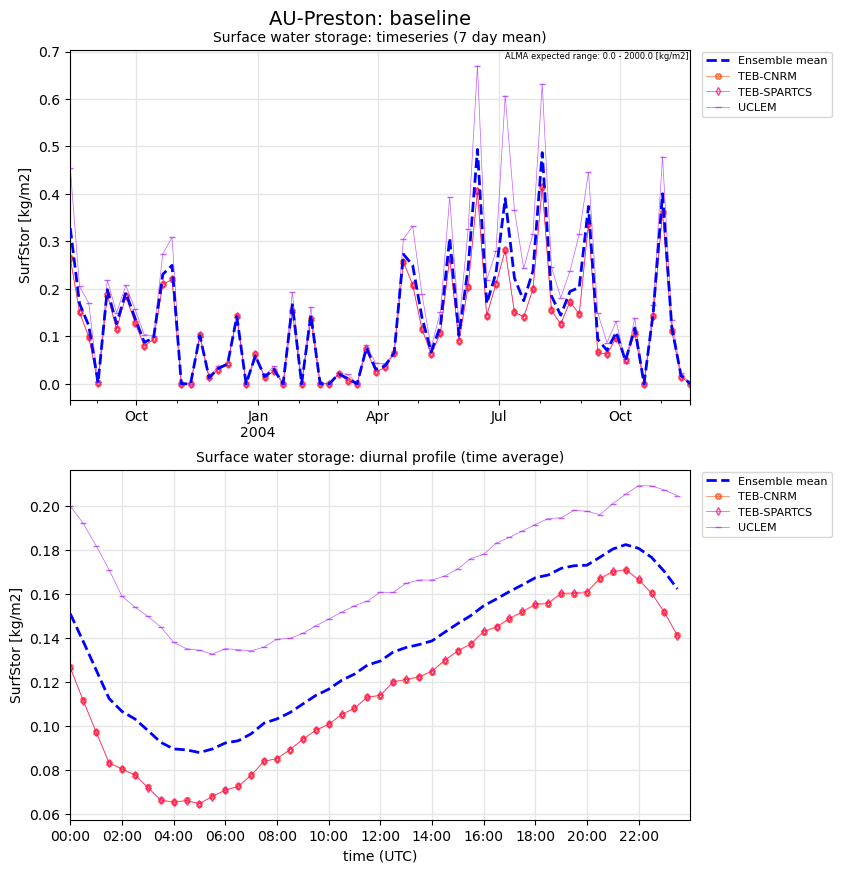 AU-Preston: baseline
Surface water storage: timeseries (7 day mean)
ALMA expected range: 0.0 - 2000.0 [kg/m2]
Ensemble mean
TEB-CNRM
TEB-SPARTCS
UCLEM
SurfStor [kg/m2]
0.7
0.6
0.5
0.4
0.3
0.2
0.1
0.0
Oct
Jan
2004
Apr
Jul
Oct
Surface water storage: diurnal profile (time average)
Ensemble mean
TEB-CNRM
TEB-SPARTCS
UCLEM
SurfStor [kg/m2]
0.20
0.18
0.16
0.14
0.12
0.10
0.08
0.06
00:00 02:00 04:00 06:00 08:00 10:00 12:00 14:00 16:00 18:00 20:00 22:00
time (UTC)